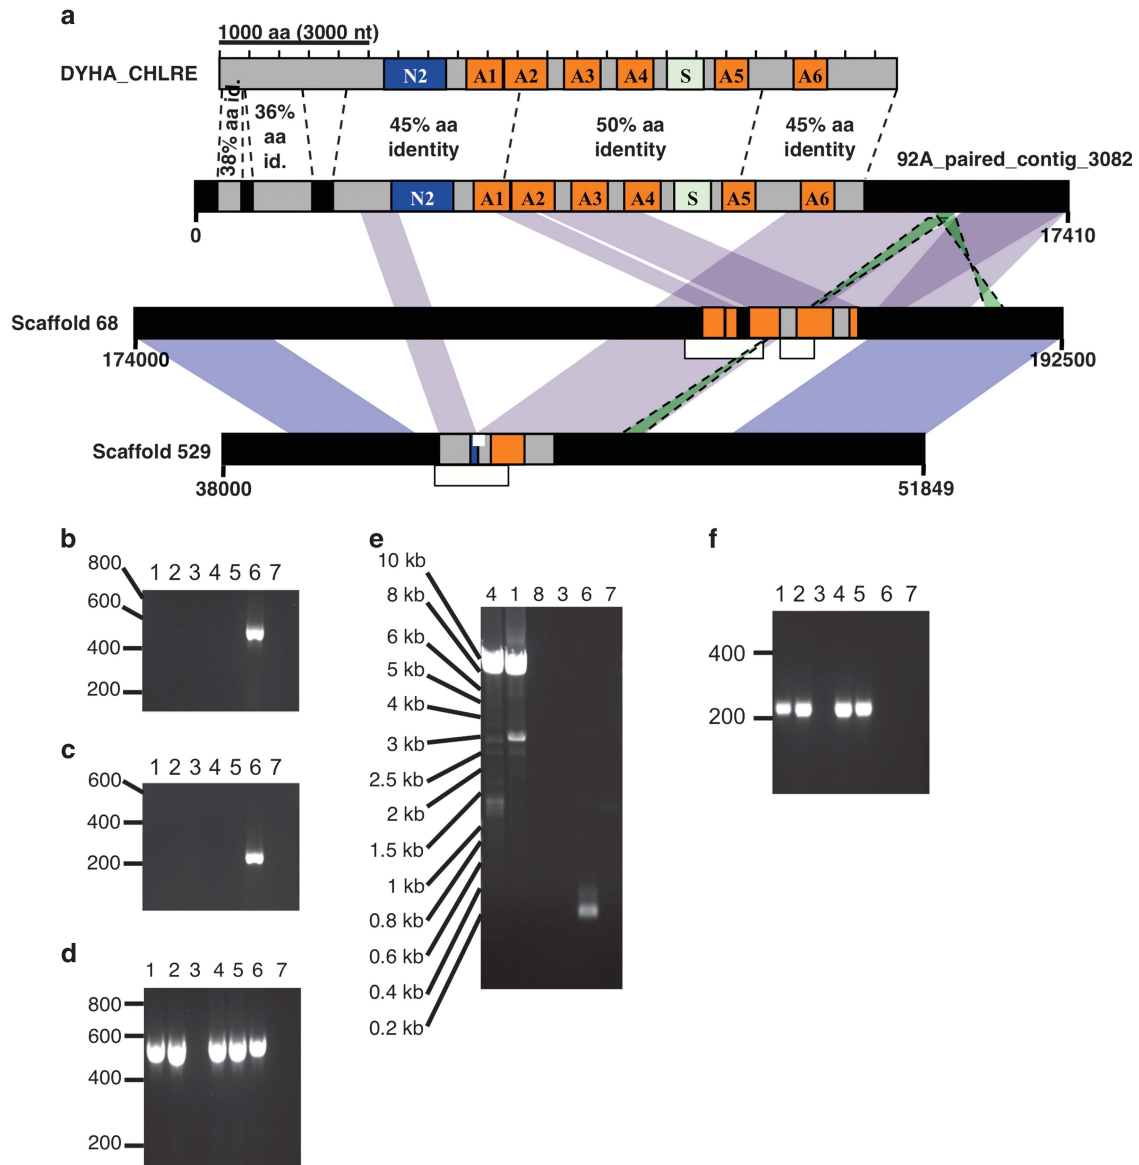 a
1000 aa (3000 nt)
DYHA_CHLRE
N2 A1 A2 A3 A4 S A5 A6
38% aa id.
36%
aa
id.
45% aa
identity
50% aa
identity
45% aa
identity
92A_paired_contig_3082
N2 A1 A2 A3 A4 S A5 A6
0
17410
Scaffold 68
174000
192500
Scaffold 529
38000
51849
b
1 2 3 4 5 6 7
800
600
400
200
c
1 2 3 4 5 6 7
600
400
200
d
1 2 3 4 5 6 7
800
600
400
200
e
4 1 8 3 6 7
10 kb
8 kb
6 kb
5 kb
4 kb
3 kb
2.5 kb
2 kb
1.5 kb
1 kb
0.8 kb
0.6 kb
0.4 kb
0.2 kb
f
1 2 3 4 5 6 7
400
200